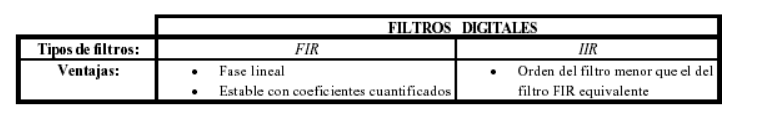 FILTROS DIGITALES
Tipos de filtros: FIR IIR
Ventajas: • Fase lineal • Orden del filtro menor que el del
• Estable con coeficientes cuantificados filtro FIR equivalente